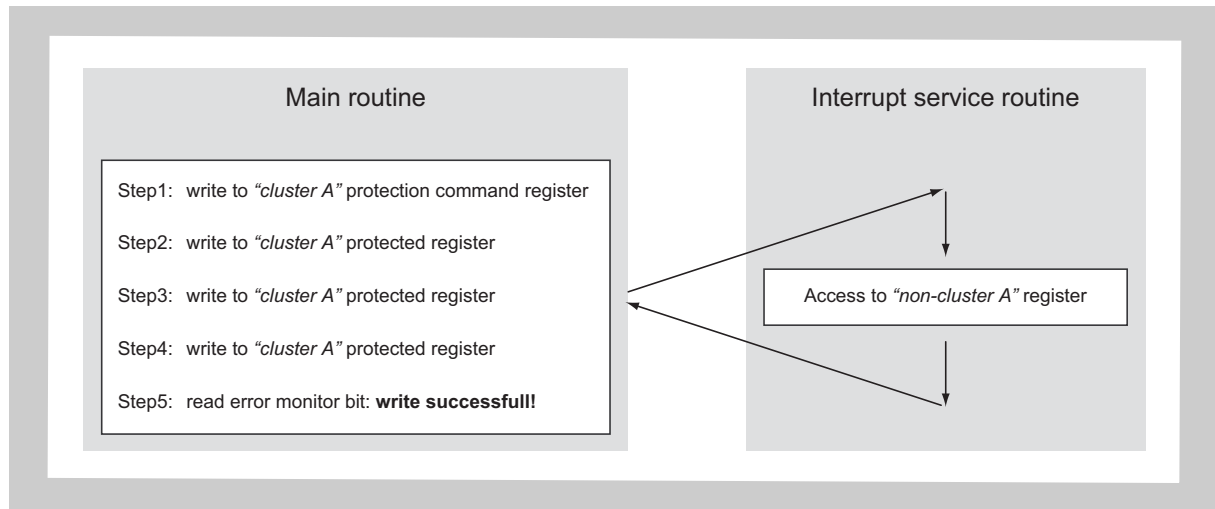 Main routine
Step1: write to “cluster A” protection command register
Step2: write to “cluster A” protected register
Step3: write to “cluster A” protected register
Step4: write to “cluster A” protected register
Step5: read error monitor bit: write successfull!
Interrupt service routine
Access to “non-cluster A” register